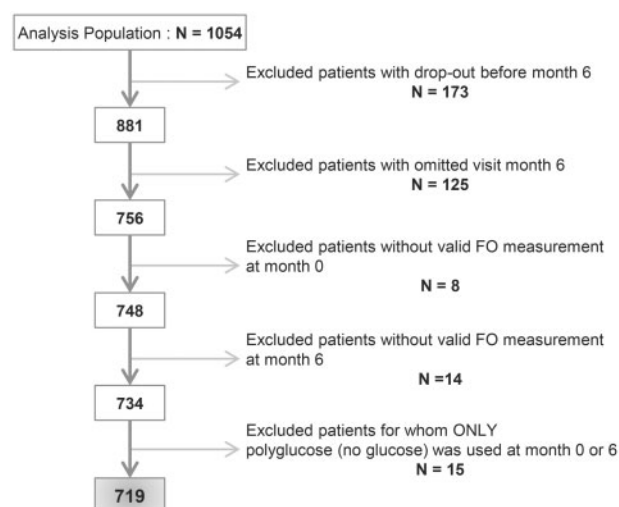 Analysis Population : N = 1054
Excluded patients with drop-out before month 6
N = 173
881
Excluded patients with omitted visit month 6
N = 125
756
Excluded patients without valid FO measurement
at month 0
N = 8
748
Excluded patients without valid FO measurement
at month 6
N =14
734
Excluded patients for whom ONLY
polyglucose (no glucose) was used at month 0 or 6
N = 15
719